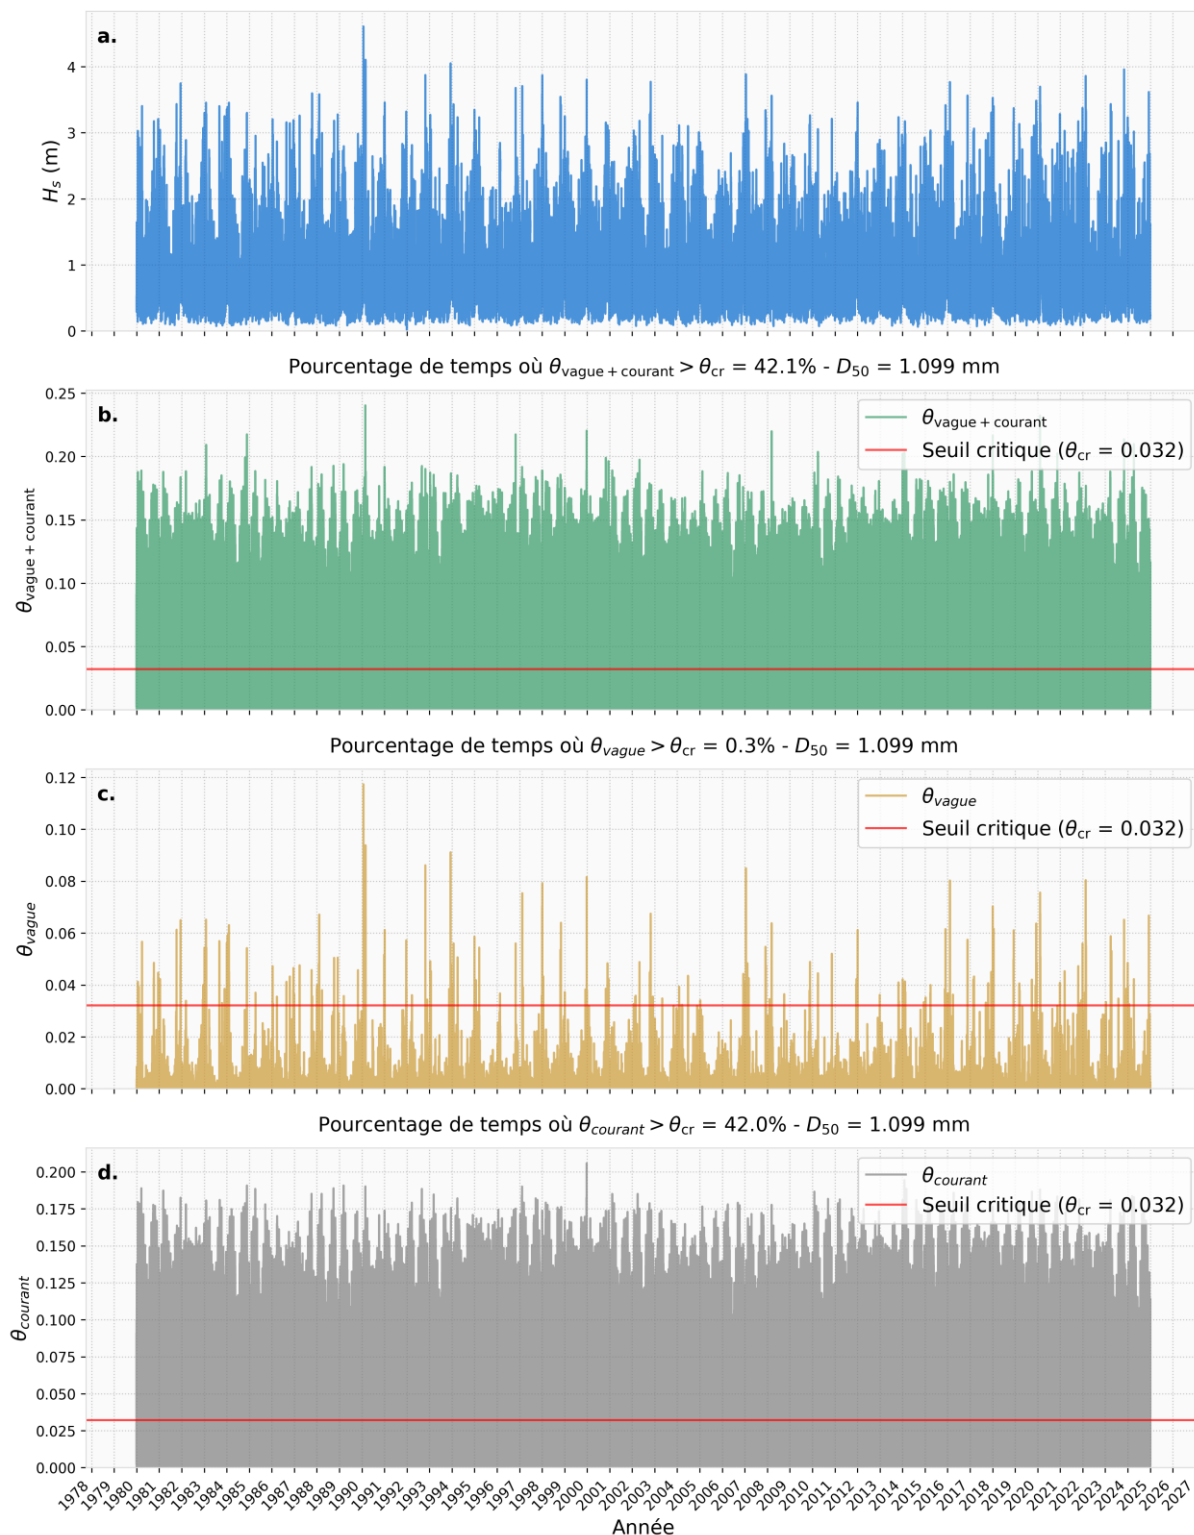 a.
4
3
2
1
0
H_s (m)
Pourcentage de temps où θ_vague + courant > θ_cr = 42.1% - D_50 = 1.099 mm
b.
0.25
0.20
0.15
0.10
0.05
0.00
θ_vague + courant
θ_vague + courant
Seuil critique (θ_cr = 0.032)
Pourcentage de temps où θ_vague > θ_cr = 0.3% - D_50 = 1.099 mm
c.
0.12
0.10
0.08
0.06
0.04
0.02
0.00
θ_vague
θ_vague
Seuil critique (θ_cr = 0.032)
Pourcentage de temps où θ_courant > θ_cr = 42.0% - D_50 = 1.099 mm
d.
0.200
0.175
0.150
0.125
0.100
0.075
0.050
0.025
0.000
θ_courant
θ_courant
Seuil critique (θ_cr = 0.032)
1978 1979 1980 1981 1982 1983 1984 1985 1986 1987 1988 1989 1990 1991 1992 1993 1994 1995 1996 1997 1998 1999 2000 2001 2002 2003 2004 2005 2006 2007 2008 2009 2010 2011 2012 2013 2014 2015 2016 2017 2018 2019 2020 2021 2022 2023 2024 2025 2026 2027
Année